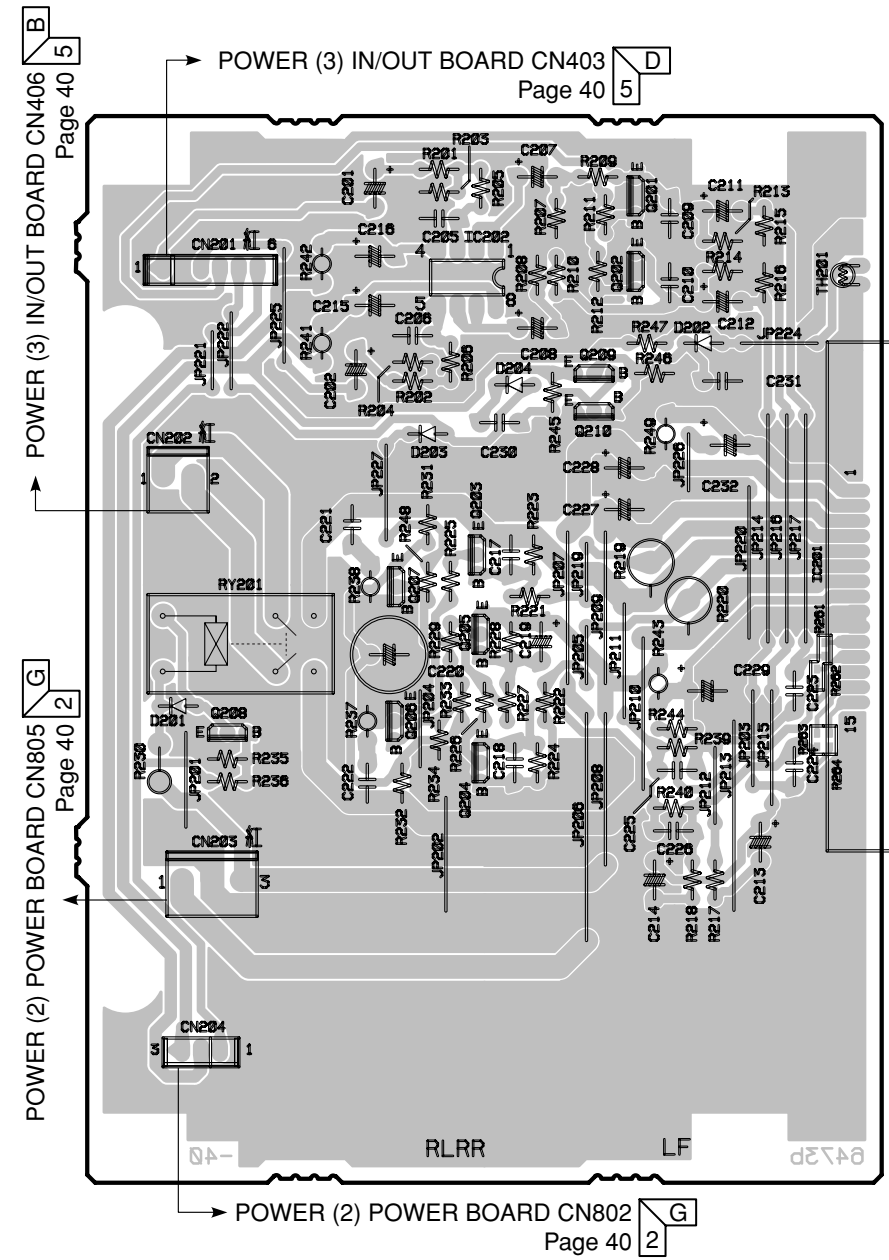 POWER (3) IN/OUT BOARD CN403
D
Page 40
5
POWER (3) IN/OUT BOARD CN406
B
Page 40
5
R203
C207
R209
E
C201
R201
R205
Q201
C211
R213
C216
C205
IC202
R207
R211
B
C209
R215
CN201
1
6
R242
4
1
R208
R210
E
Q202
B
C210
R214
R216
TH201
C215
5
8
R212
R241
C206
C208
R247
D202
C212
JP224
JP221
JP222
JP225
C202
R204
R202
R206
D204
E
Q209
B
R246
C231
E
B
Q210
R245
R249
CN202
1
2
D203
C230
JP227
R231
C228
JP226
C232
1
C221
R248
R225
Q203
E
B
C217
R223
C227
JP220
JP214
JP216
JP217
IC201
RY201
R238
E
B
Q207
R221
JP207
JP219
JP209
R219
R220
R229
Q205
E
B
R228
C219
JP205
JP211
R243
R261
C220
C229
C223
R262
D201
E
Q208
B
R237
E
B
Q206
JP204
R233
R226
R227
R222
JP210
R244
R239
JP203
JP215
15
R263
R264
C224
R230
JP201
R235
R236
C222
R232
R234
Q204
E
B
C218
R224
JP206
JP208
R240
C225
C226
JP212
JP213
CN203
1
3
JP202
C214
R218
R217
C213
POWER (2) POWER BOARD CN805
G
Page 40
2
CN204
3
1
-40
RLRR
LF
6473b
POWER (2) POWER BOARD CN802
G
Page 40
2